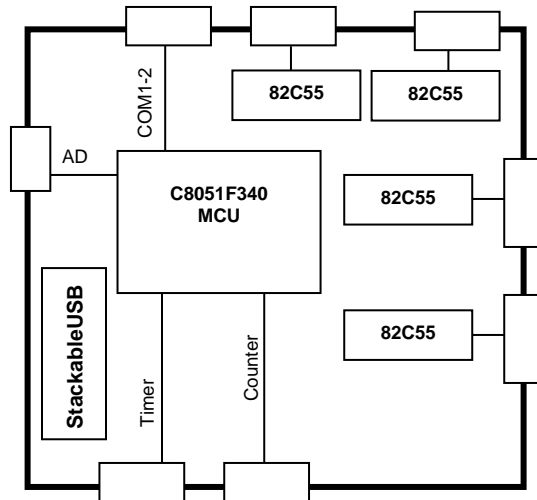 82C55
82C55
COM1-2
AD
C8051F340
MCU
82C55
StackableUSB
82C55
Timer
Counter